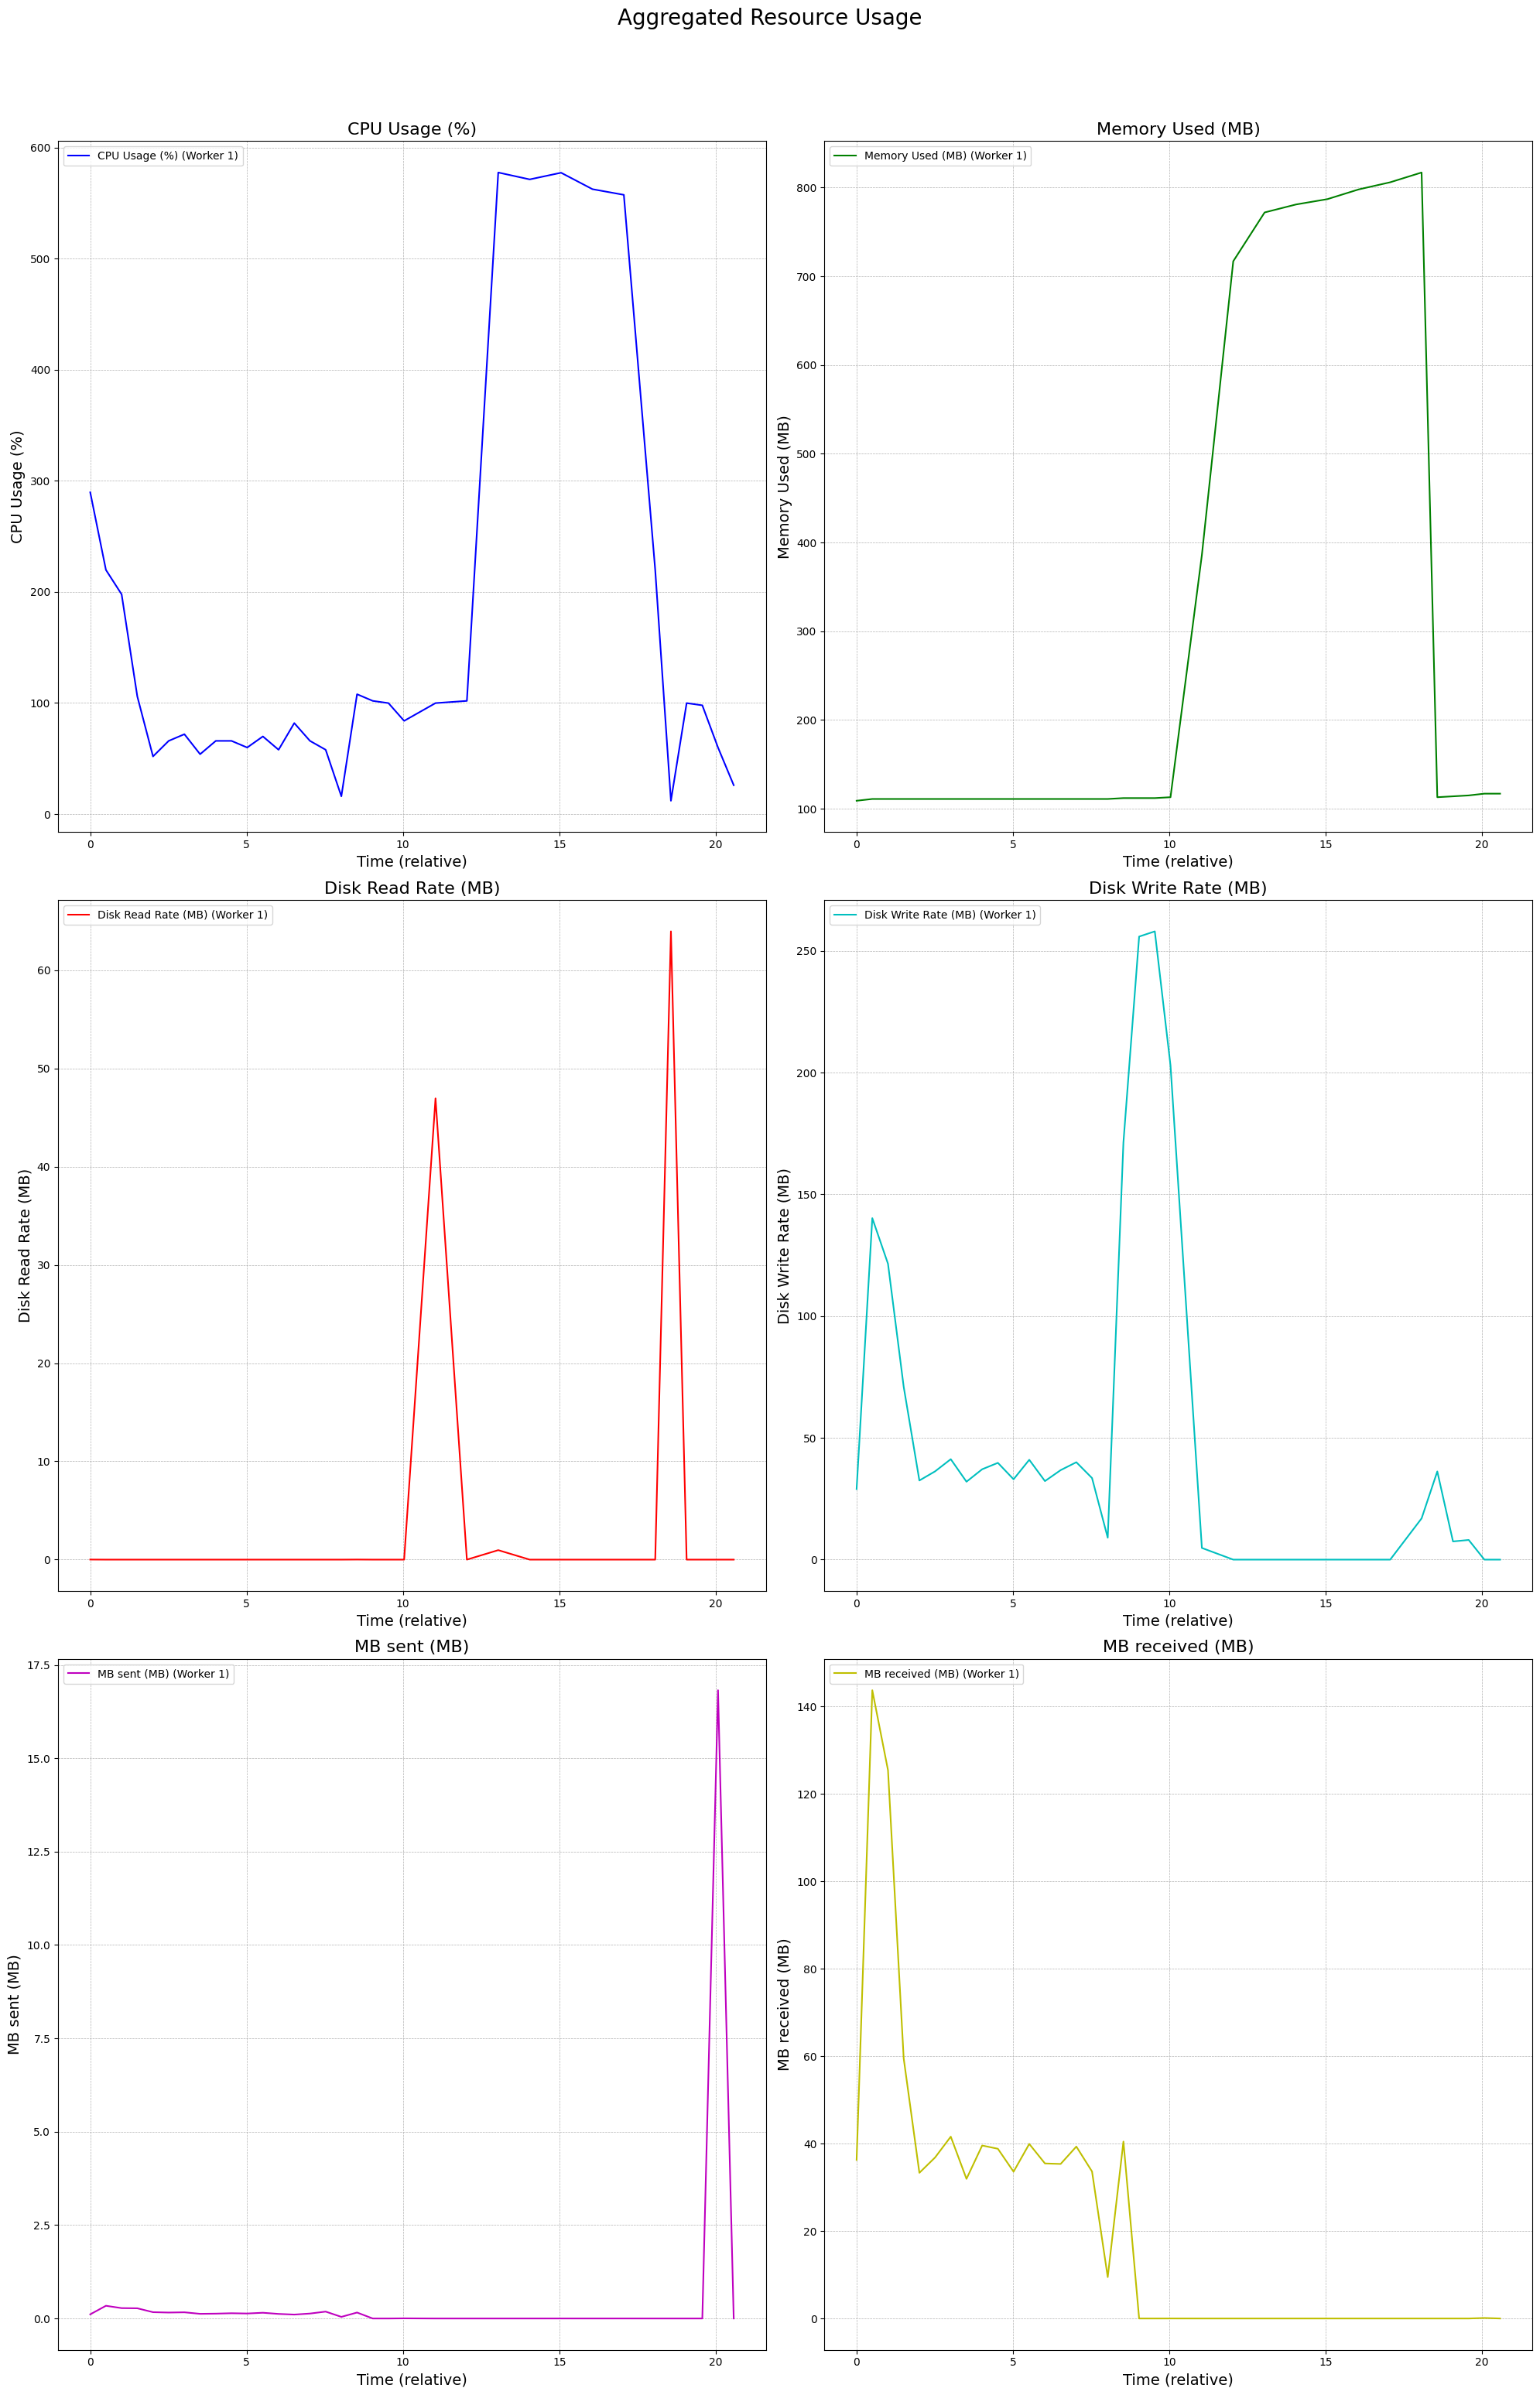 Aggregated Resource Usage
CPU Usage (%)
CPU Usage (%) (Worker 1)
600
500
400
300
200
100
0
CPU Usage (%)
0 5 10 15 20
Time (relative)
Memory Used (MB)
Memory Used (MB) (Worker 1)
800
700
600
500
400
300
200
100
Memory Used (MB)
0 5 10 15 20
Time (relative)
Disk Read Rate (MB)
Disk Read Rate (MB) (Worker 1)
60
50
40
30
20
10
0
Disk Read Rate (MB)
0 5 10 15 20
Time (relative)
Disk Write Rate (MB)
Disk Write Rate (MB) (Worker 1)
250
200
150
100
50
0
Disk Write Rate (MB)
0 5 10 15 20
Time (relative)
MB sent (MB)
MB sent (MB) (Worker 1)
17.5
15.0
12.5
10.0
7.5
5.0
2.5
0.0
MB sent (MB)
0 5 10 15 20
Time (relative)
MB received (MB)
MB received (MB) (Worker 1)
140
120
100
80
60
40
20
0
MB received (MB)
0 5 10 15 20
Time (relative)